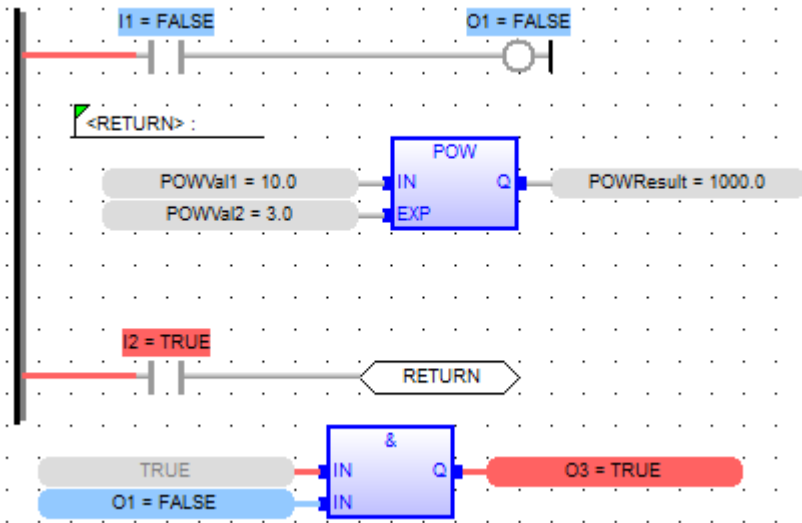 I1 = FALSE
O1 = FALSE
<RETURN> :
POW
POWVal1 = 10.0
IN
Q
POWResult = 1000.0
POWVal2 = 3.0
EXP
I2 = TRUE
RETURN
&
TRUE
IN
Q
O3 = TRUE
O1 = FALSE
IN